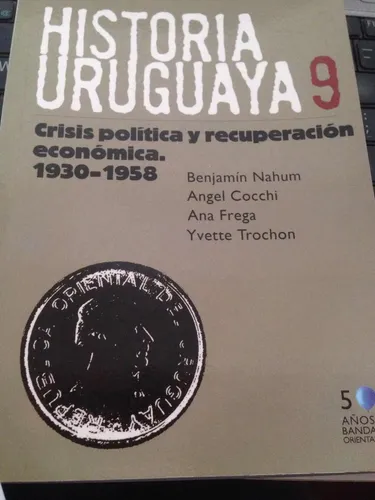 HISTORIA
URUGUAYA 9
Crisis política y recuperación
económica.
1930-1958
Benjamín Nahum
Angel Cocchi
Ana Frega
Yvette Trochon
REPUBLICA ORIENTAL DEL URUGUAY
50
AÑOS
BANDA
ORIENTAL